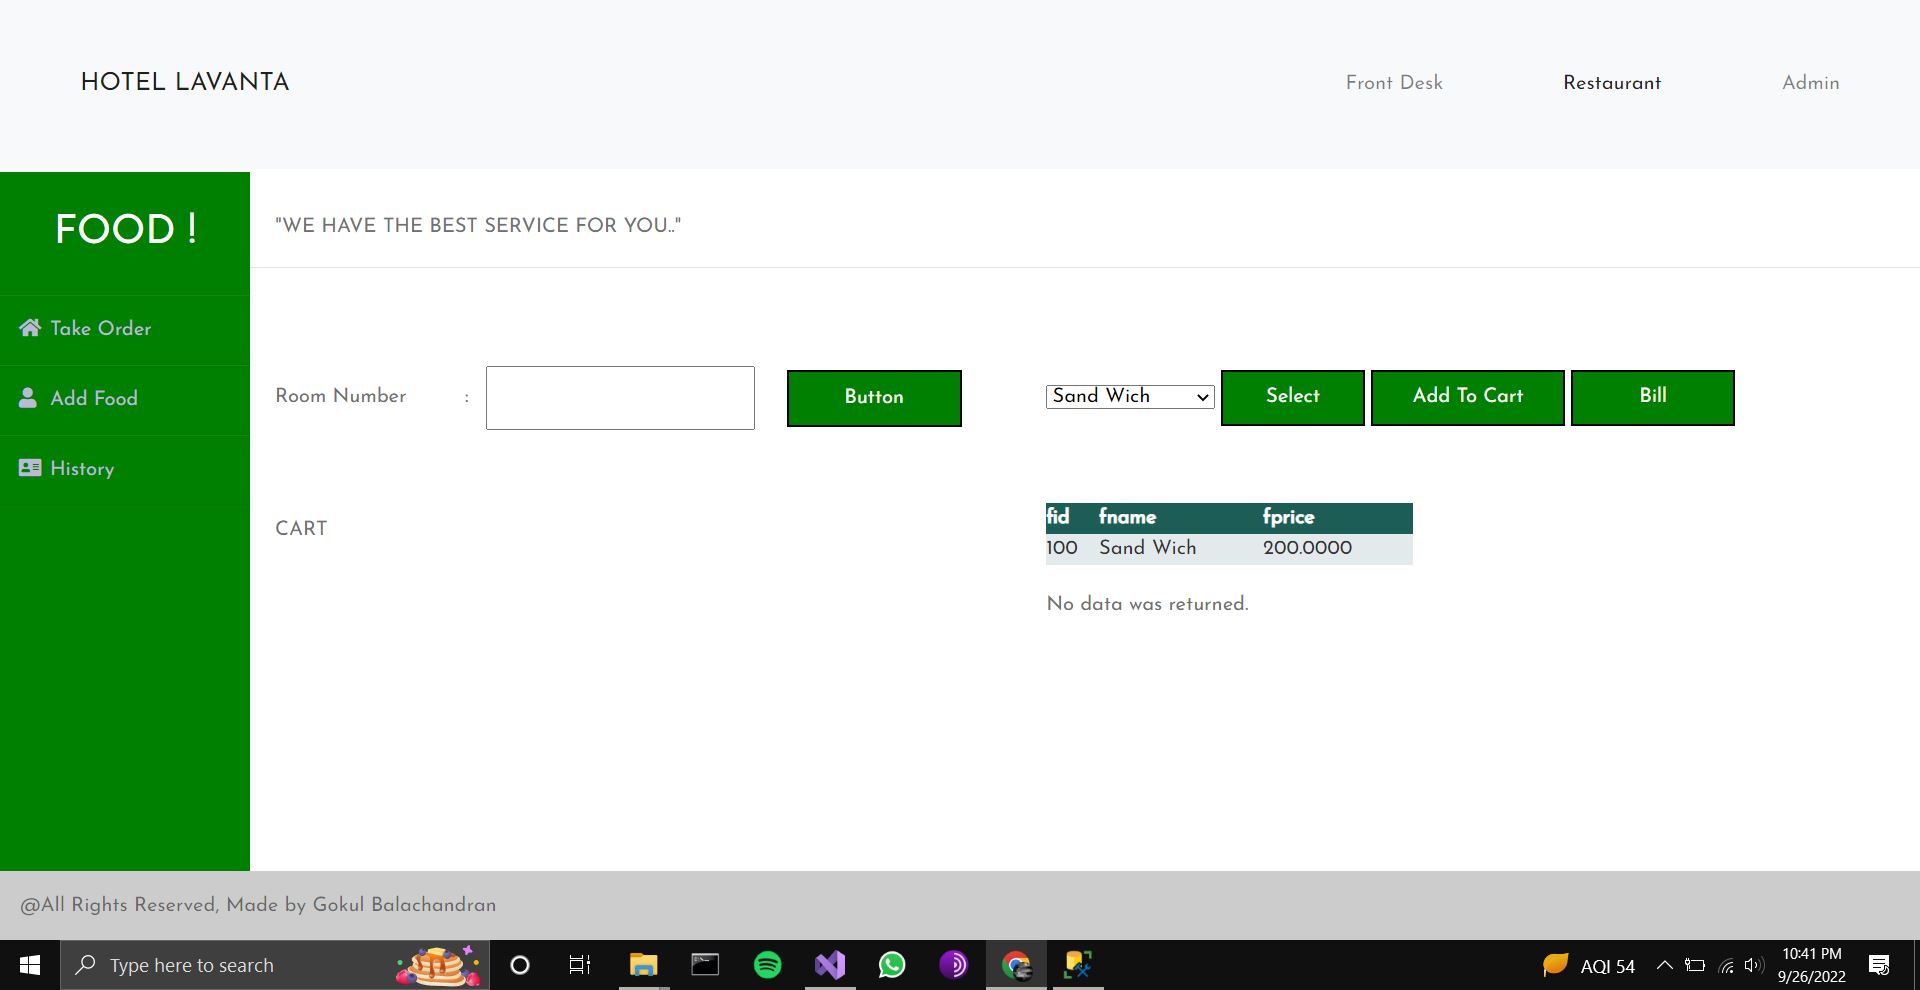 HOTEL LAVANTA
Front Desk
Restaurant
Admin
FOOD !
"WE HAVE THE BEST SERVICE FOR YOU.."
Take Order
Add Food
History
Room Number :
Button
Sand Wich
Select
Add To Cart
Bill
CART
fid fname fprice
100 Sand Wich 200.0000
No data was returned.
@All Rights Reserved, Made by Gokul Balachandran
Type here to search
AQI 54
10:41 PM
9/26/2022